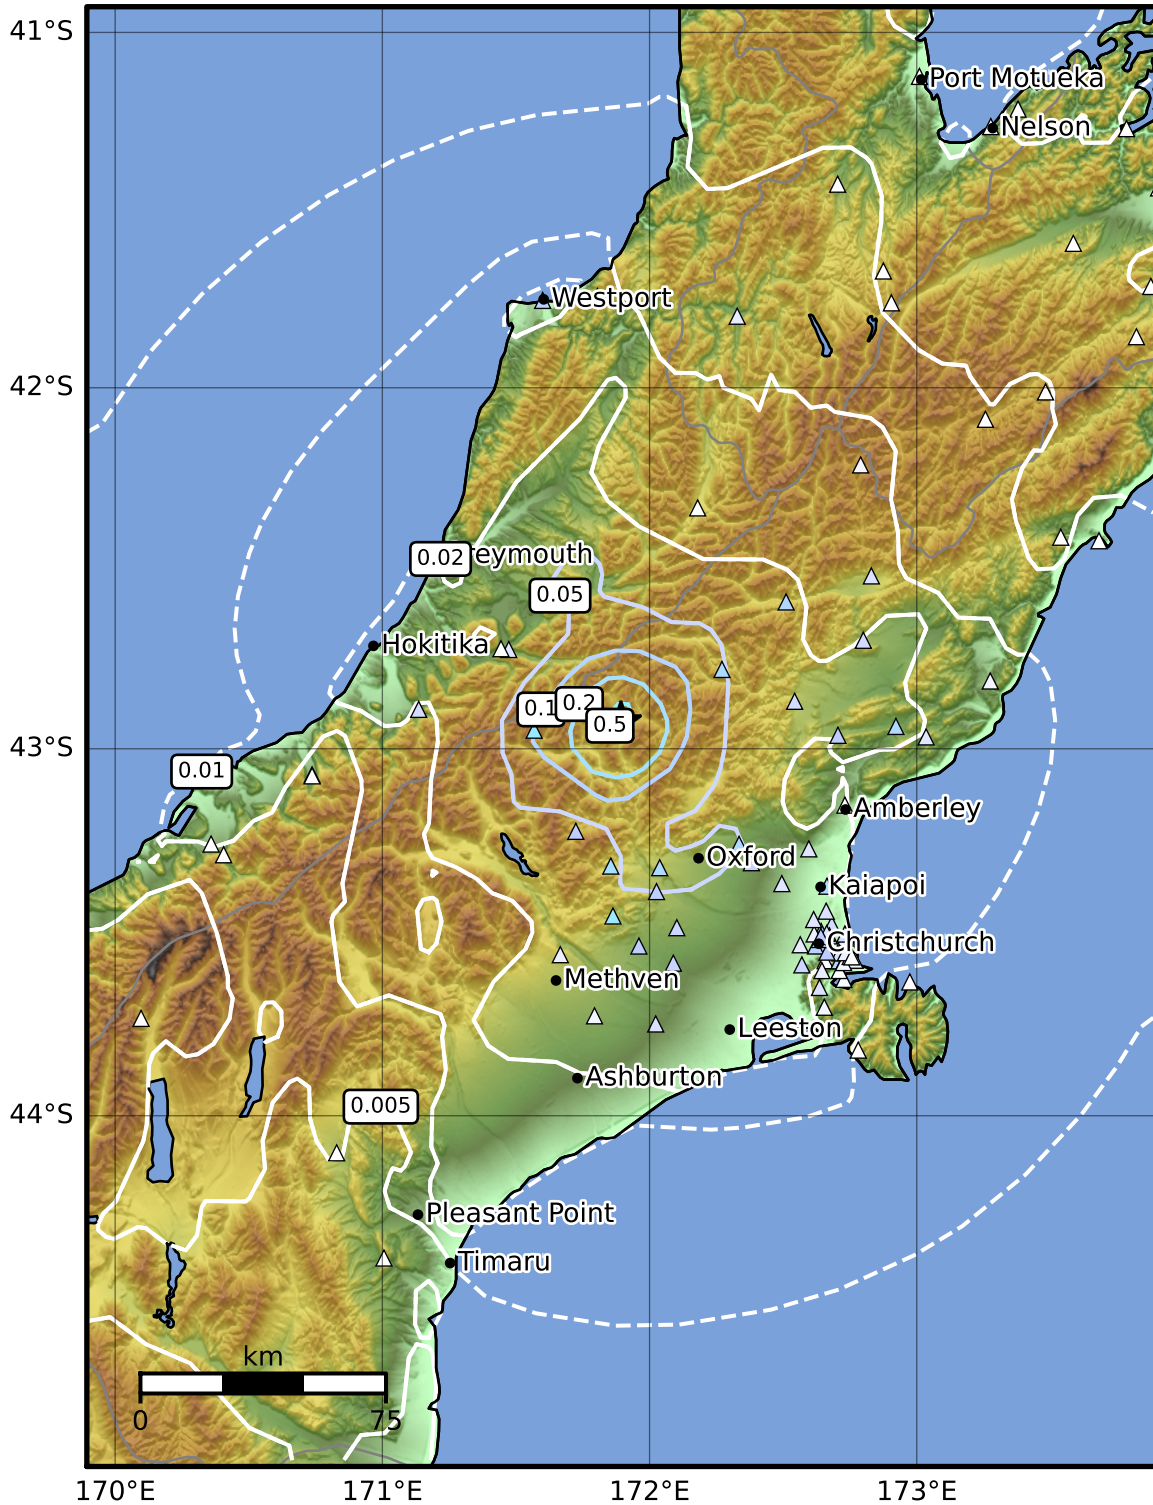 41°S
Port Motueka
Nelson
Westport
42°S
0.02
eymouth
0.05
Hokitika
0.1
0.2
0.5
43°S
0.01
Amberley
Oxford
Kaiapoi
Christchurch
Methven
Leeston
Ashburton
0.005
44°S
Pleasant Point
Timaru
km
0
75
170°E
171°E
172°E
173°E